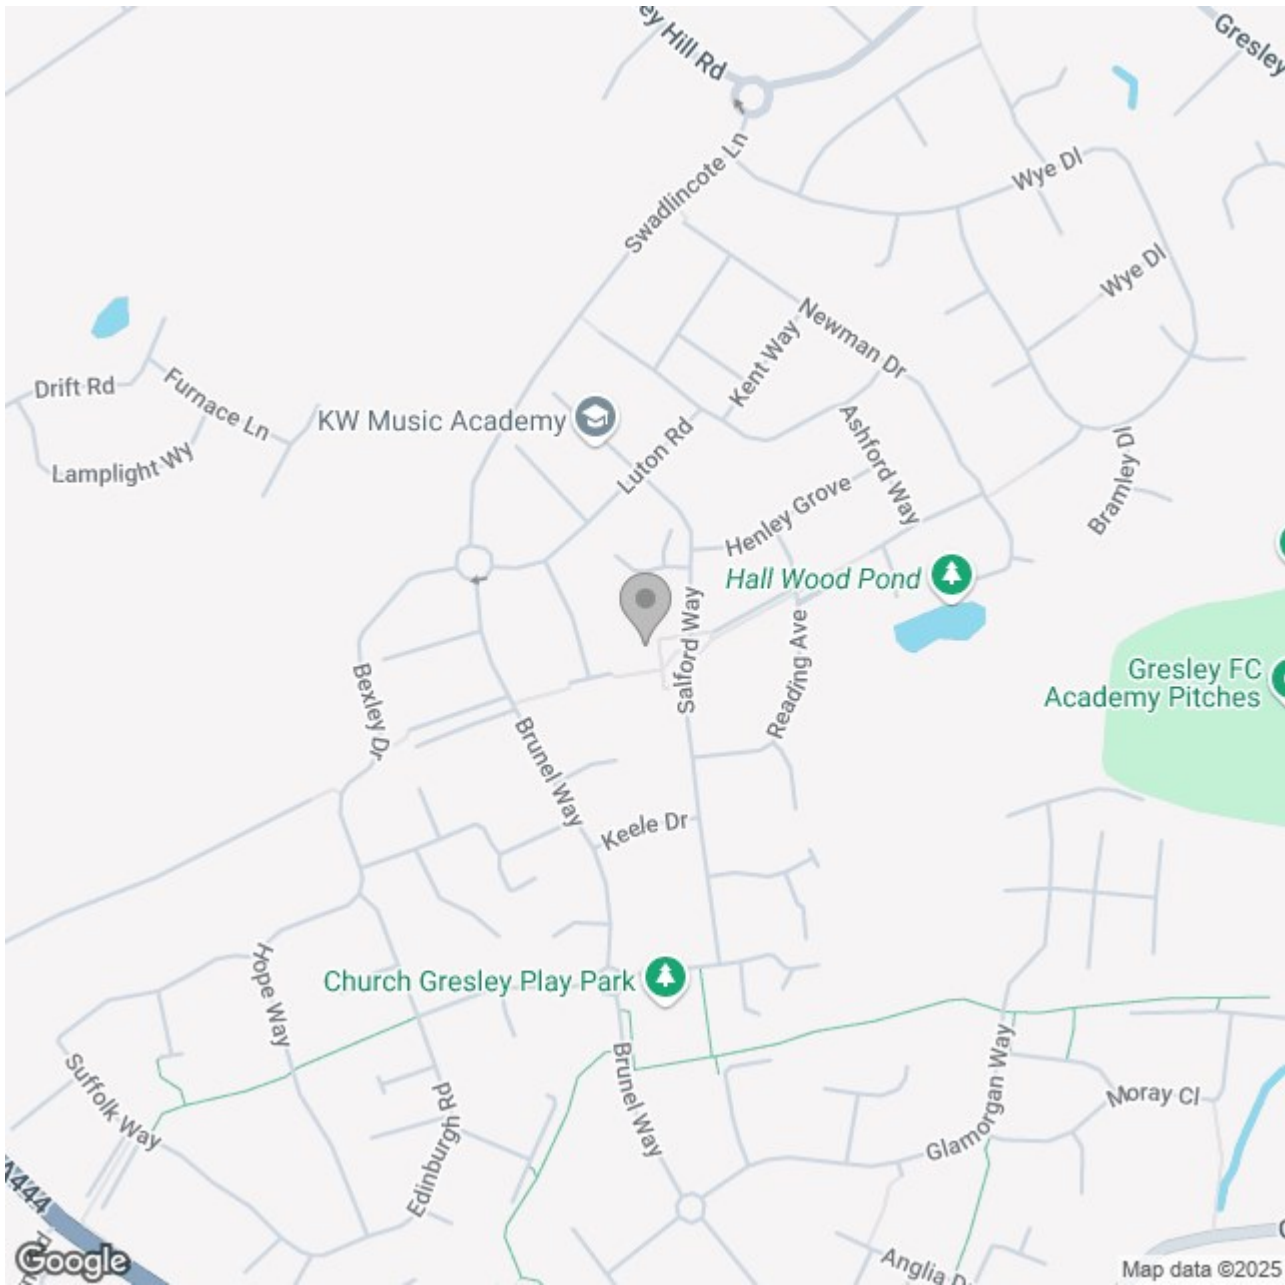 ey Hill Rd
Gresley
Swadlincote Ln
Wye Dl
Wye Dl
Newman Dr
Kent Way
Drift Rd
Furnace Ln
KW Music Academy
Ashford Way
Luton Rd
Bramley Dl
Lamplight Wy
Henley Grove
Hall Wood Pond
Salford Way
Reading Ave
Gresley FC
Academy Pitches
Bexley Dr
Brunel Way
Keele Dr
Hope Way
Church Gresley Play Park
Suffolk Way
Edinburgh Rd
Brunel Way
Glamorgan Way
Moray Cl
A444
Anglia D
Google
Map data ©2025